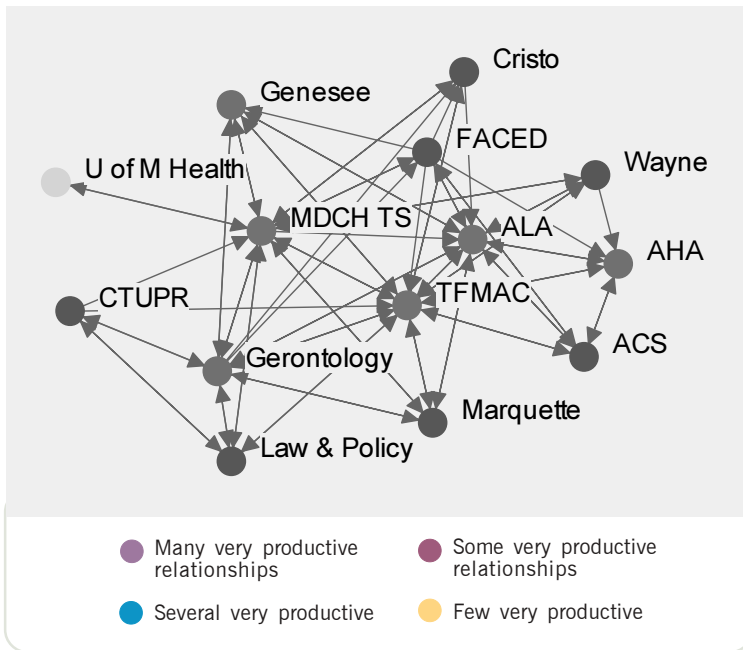 Cristo
Genesee
FACED
U of M Health
Wayne
MDCH TS
ALA
AHA
CTUPR
TFMAC
Gerontology
ACS
Marquette
Law & Policy
Many very productive
relationships
Some very productive
relationships
Several very productive
Few very productive